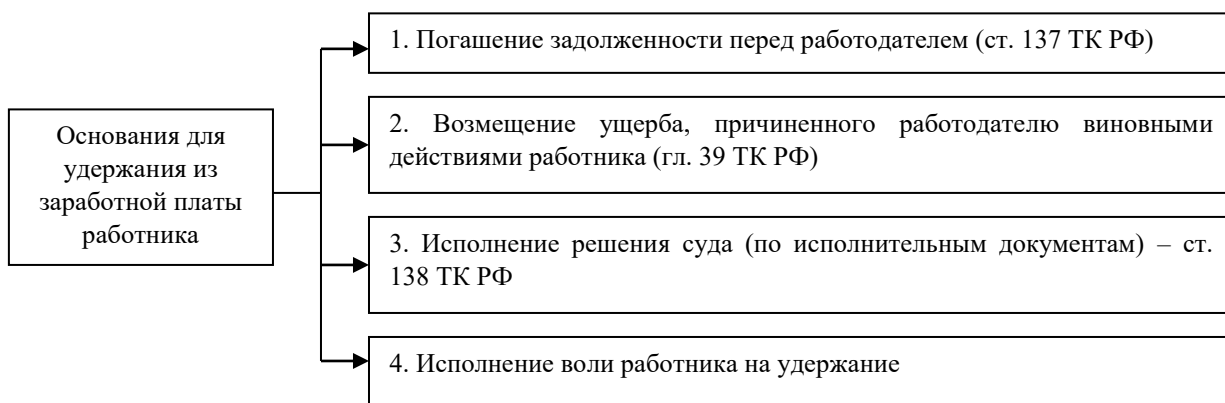 1. Погашение задолженности перед работодателем (ст. 137 ТК РФ)
Основания для
удержания из
заработной платы
работника
2. Возмещение ущерба, причиненного работодателю виновными
действиями работника (гл. 39 ТК РФ)
3. Исполнение решения суда (по исполнительным документам) – ст.
138 ТК РФ
4. Исполнение воли работника на удержание